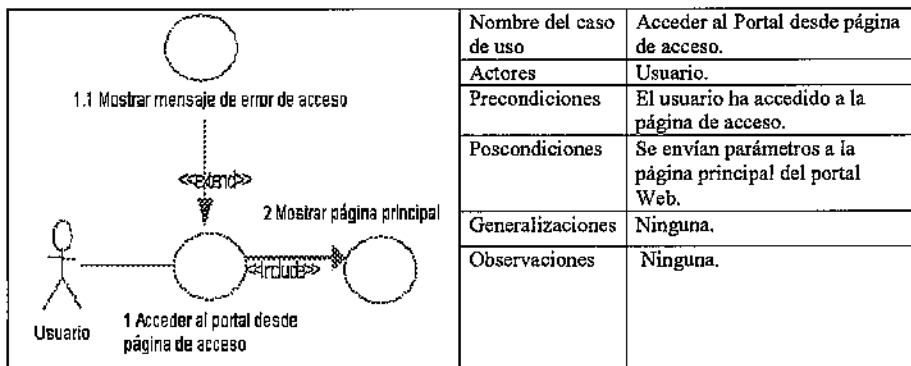 1.1 Mostrar mensaje de error de acceso
<<extend>>
2 Mostrar página principal
<<include>>
Usuario
1 Acceder al portal desde
página de acceso
Nombre del caso
de uso
Acceder al Portal desde página
de acceso.
Actores
Usuario.
Precondiciones
El usuario ha accedido a la
página de acceso.
Poscondiciones
Se envían parámetros a la
página principal del portal
Web.
Generalizaciones
Ninguna.
Observaciones
Ninguna.